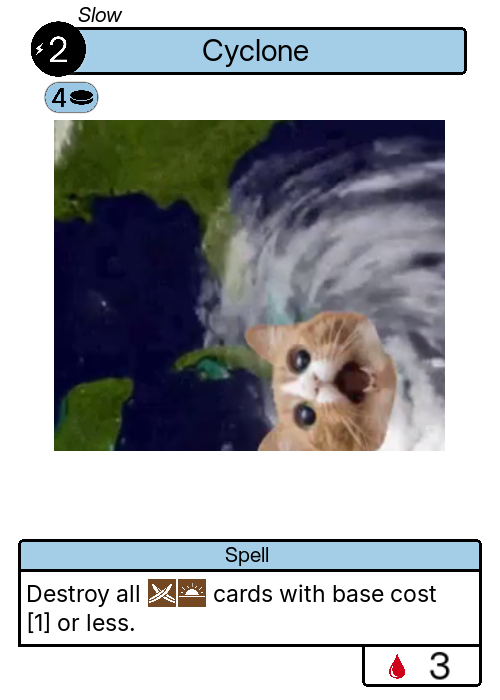 Slow
2
Cyclone
4
Spell
Destroy all cards with base cost
[1] or less.
3